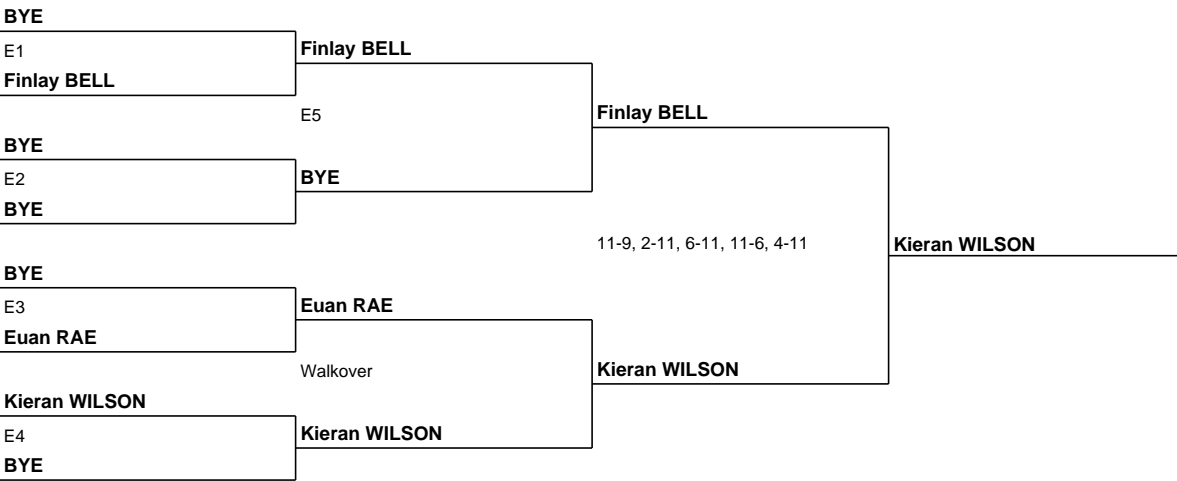 BYE
E1
Finlay BELL
Finlay BELL
E5
Finlay BELL
BYE
E2
BYE
BYE
11-9, 2-11, 6-11, 11-6, 4-11
Kieran WILSON
BYE
E3
Euan RAE
Euan RAE
Walkover
Kieran WILSON
Kieran WILSON
E4
Kieran WILSON
BYE